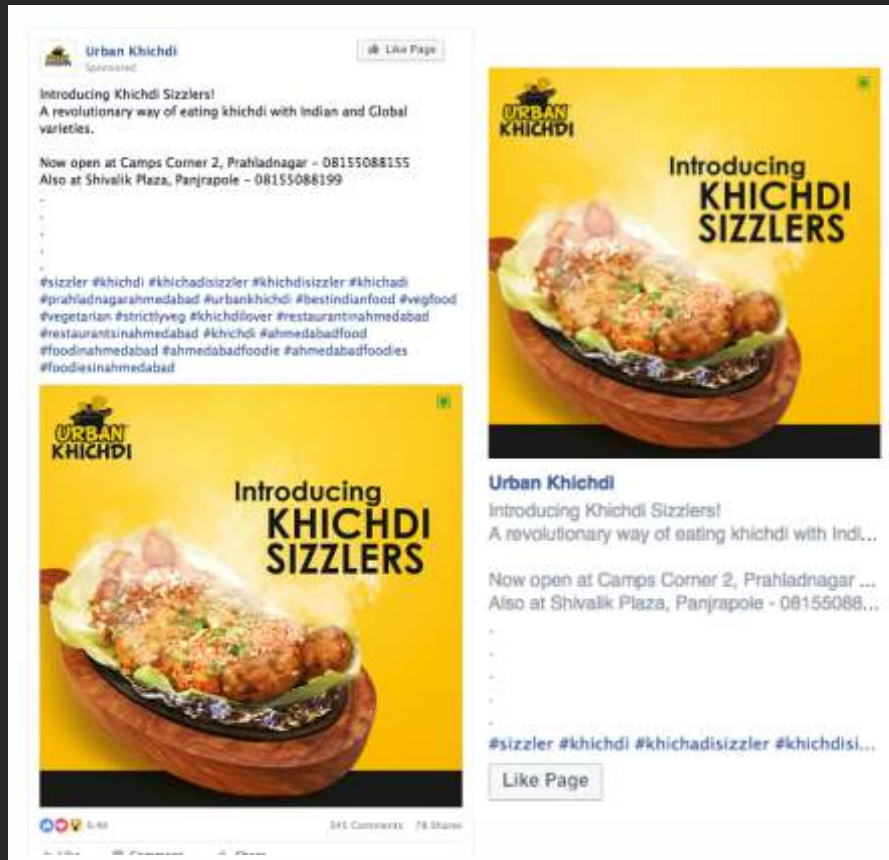 Urban Khichdi
Like Page
Sponsored
Introducing Khichdi Sizzlers!
A revolutionary way of eating khichdi with Indian and Global
varieties.
Now open at Camps Corner 2, Prahladnagar - 08155088155
Also at Shivalik Plaza, Panjrapole - 08155088199
.
.
.
.
.
#sizzler #khichdi #khichadisizzler #khichdisizzler #khichadi
#prahladnagarahmedabad #urbankhichdi #bestindianfood #vegfood
#vegetarian #strictlyveg #khichdilover #restaurantinahmedabad
#restaurantsinahmedabad #khichdi #ahmedabadfood
#foodinahmedabad #ahmedabadfoodie #ahmedabadfoodies
#foodiesinahmedabad
URBAN
KHICHDI
Introducing
KHICHDI
SIZZLERS
345 Comments 78 Shares
Like Comment Share
URBAN
KHICHDI
Introducing
KHICHDI
SIZZLERS
Urban Khichdi
Introducing Khichdi Sizzlers!
A revolutionary way of eating khichdi with Indi...
Now open at Camps Corner 2, Prahladnagar ...
Also at Shivalik Plaza, Panjrapole - 08155088...
.
.
.
.
.
#sizzler #khichdi #khichadisizzler #khichdisi...
Like Page